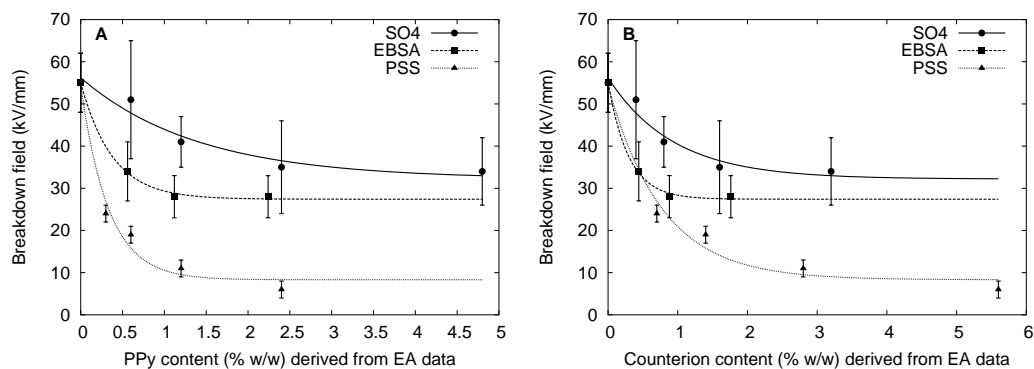 A
SO4
EBSA
PSS
Breakdown field (kV/mm)
70
60
50
40
30
20
10
0
0 0.5 1 1.5 2 2.5 3 3.5 4 4.5 5
PPy content (% w/w) derived from EA data
B
SO4
EBSA
PSS
Breakdown field (kV/mm)
70
60
50
40
30
20
10
0
0 1 2 3 4 5 6
Counterion content (% w/w) derived from EA data